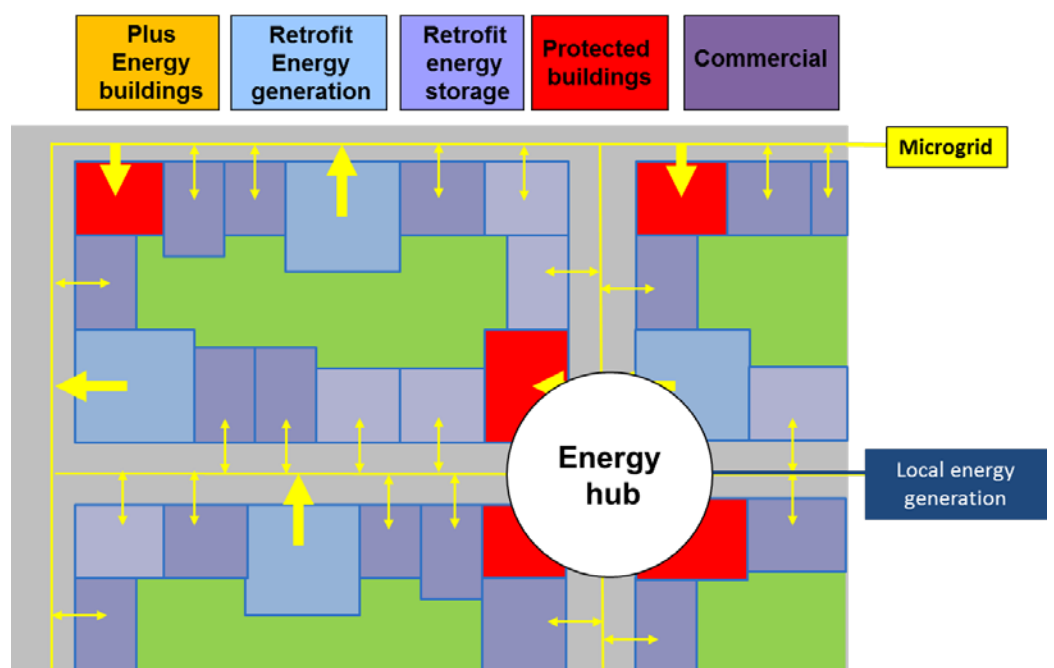 Plus
Energy
buildings
Retrofit
Energy
generation
Retrofit
energy
storage
Protected
buildings
Commercial
Microgrid
Energy
hub
Local energy
generation